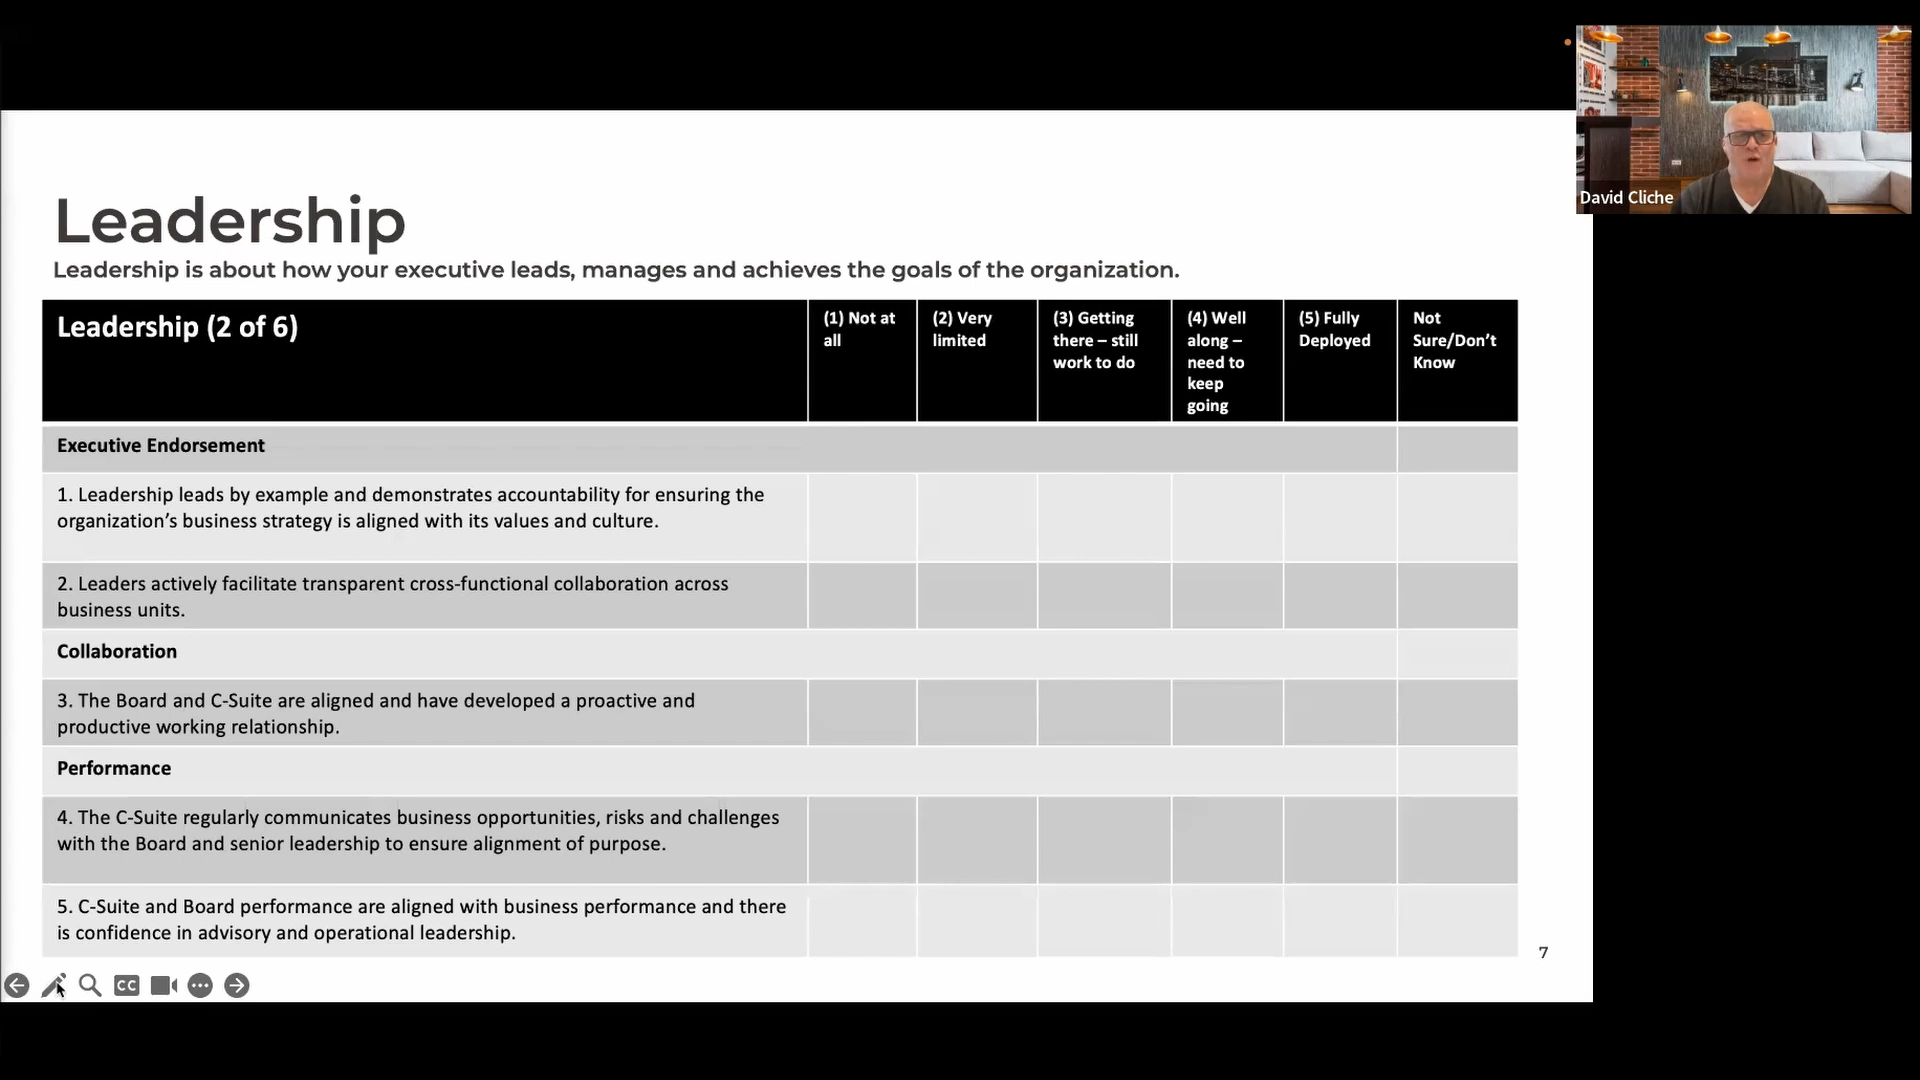 David Cliche
Leadership
Leadership is about how your executive leads, manages and achieves the goals of the organization.
Leadership (2 of 6)
(1) Not at
all
(2) Very
limited
(3) Getting
there – still
work to do
(4) Well
along –
need to
keep
going
(5) Fully
Deployed
Not
Sure/Don’t
Know
Executive Endorsement
1. Leadership leads by example and demonstrates accountability for ensuring the
organization’s business strategy is aligned with its values and culture.
2. Leaders actively facilitate transparent cross-functional collaboration across
business units.
Collaboration
3. The Board and C-Suite are aligned and have developed a proactive and
productive working relationship.
Performance
4. The C-Suite regularly communicates business opportunities, risks and challenges
with the Board and senior leadership to ensure alignment of purpose.
5. C-Suite and Board performance are aligned with business performance and there
is confidence in advisory and operational leadership.
7
CC